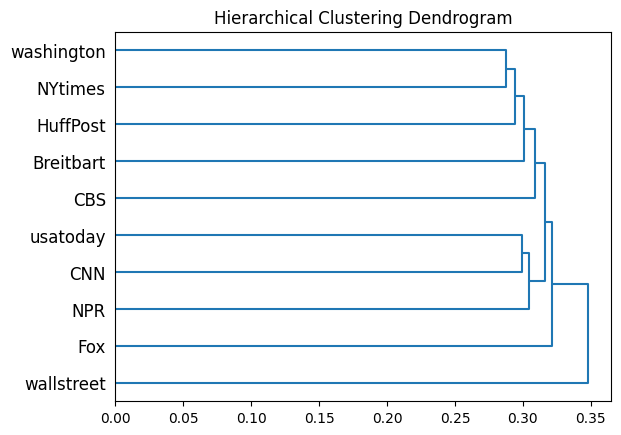 Hierarchical Clustering Dendrogram
washington
NYtimes
HuffPost
Breitbart
CBS
usatoday
CNN
NPR
Fox
wallstreet
0.00 0.05 0.10 0.15 0.20 0.25 0.30 0.35